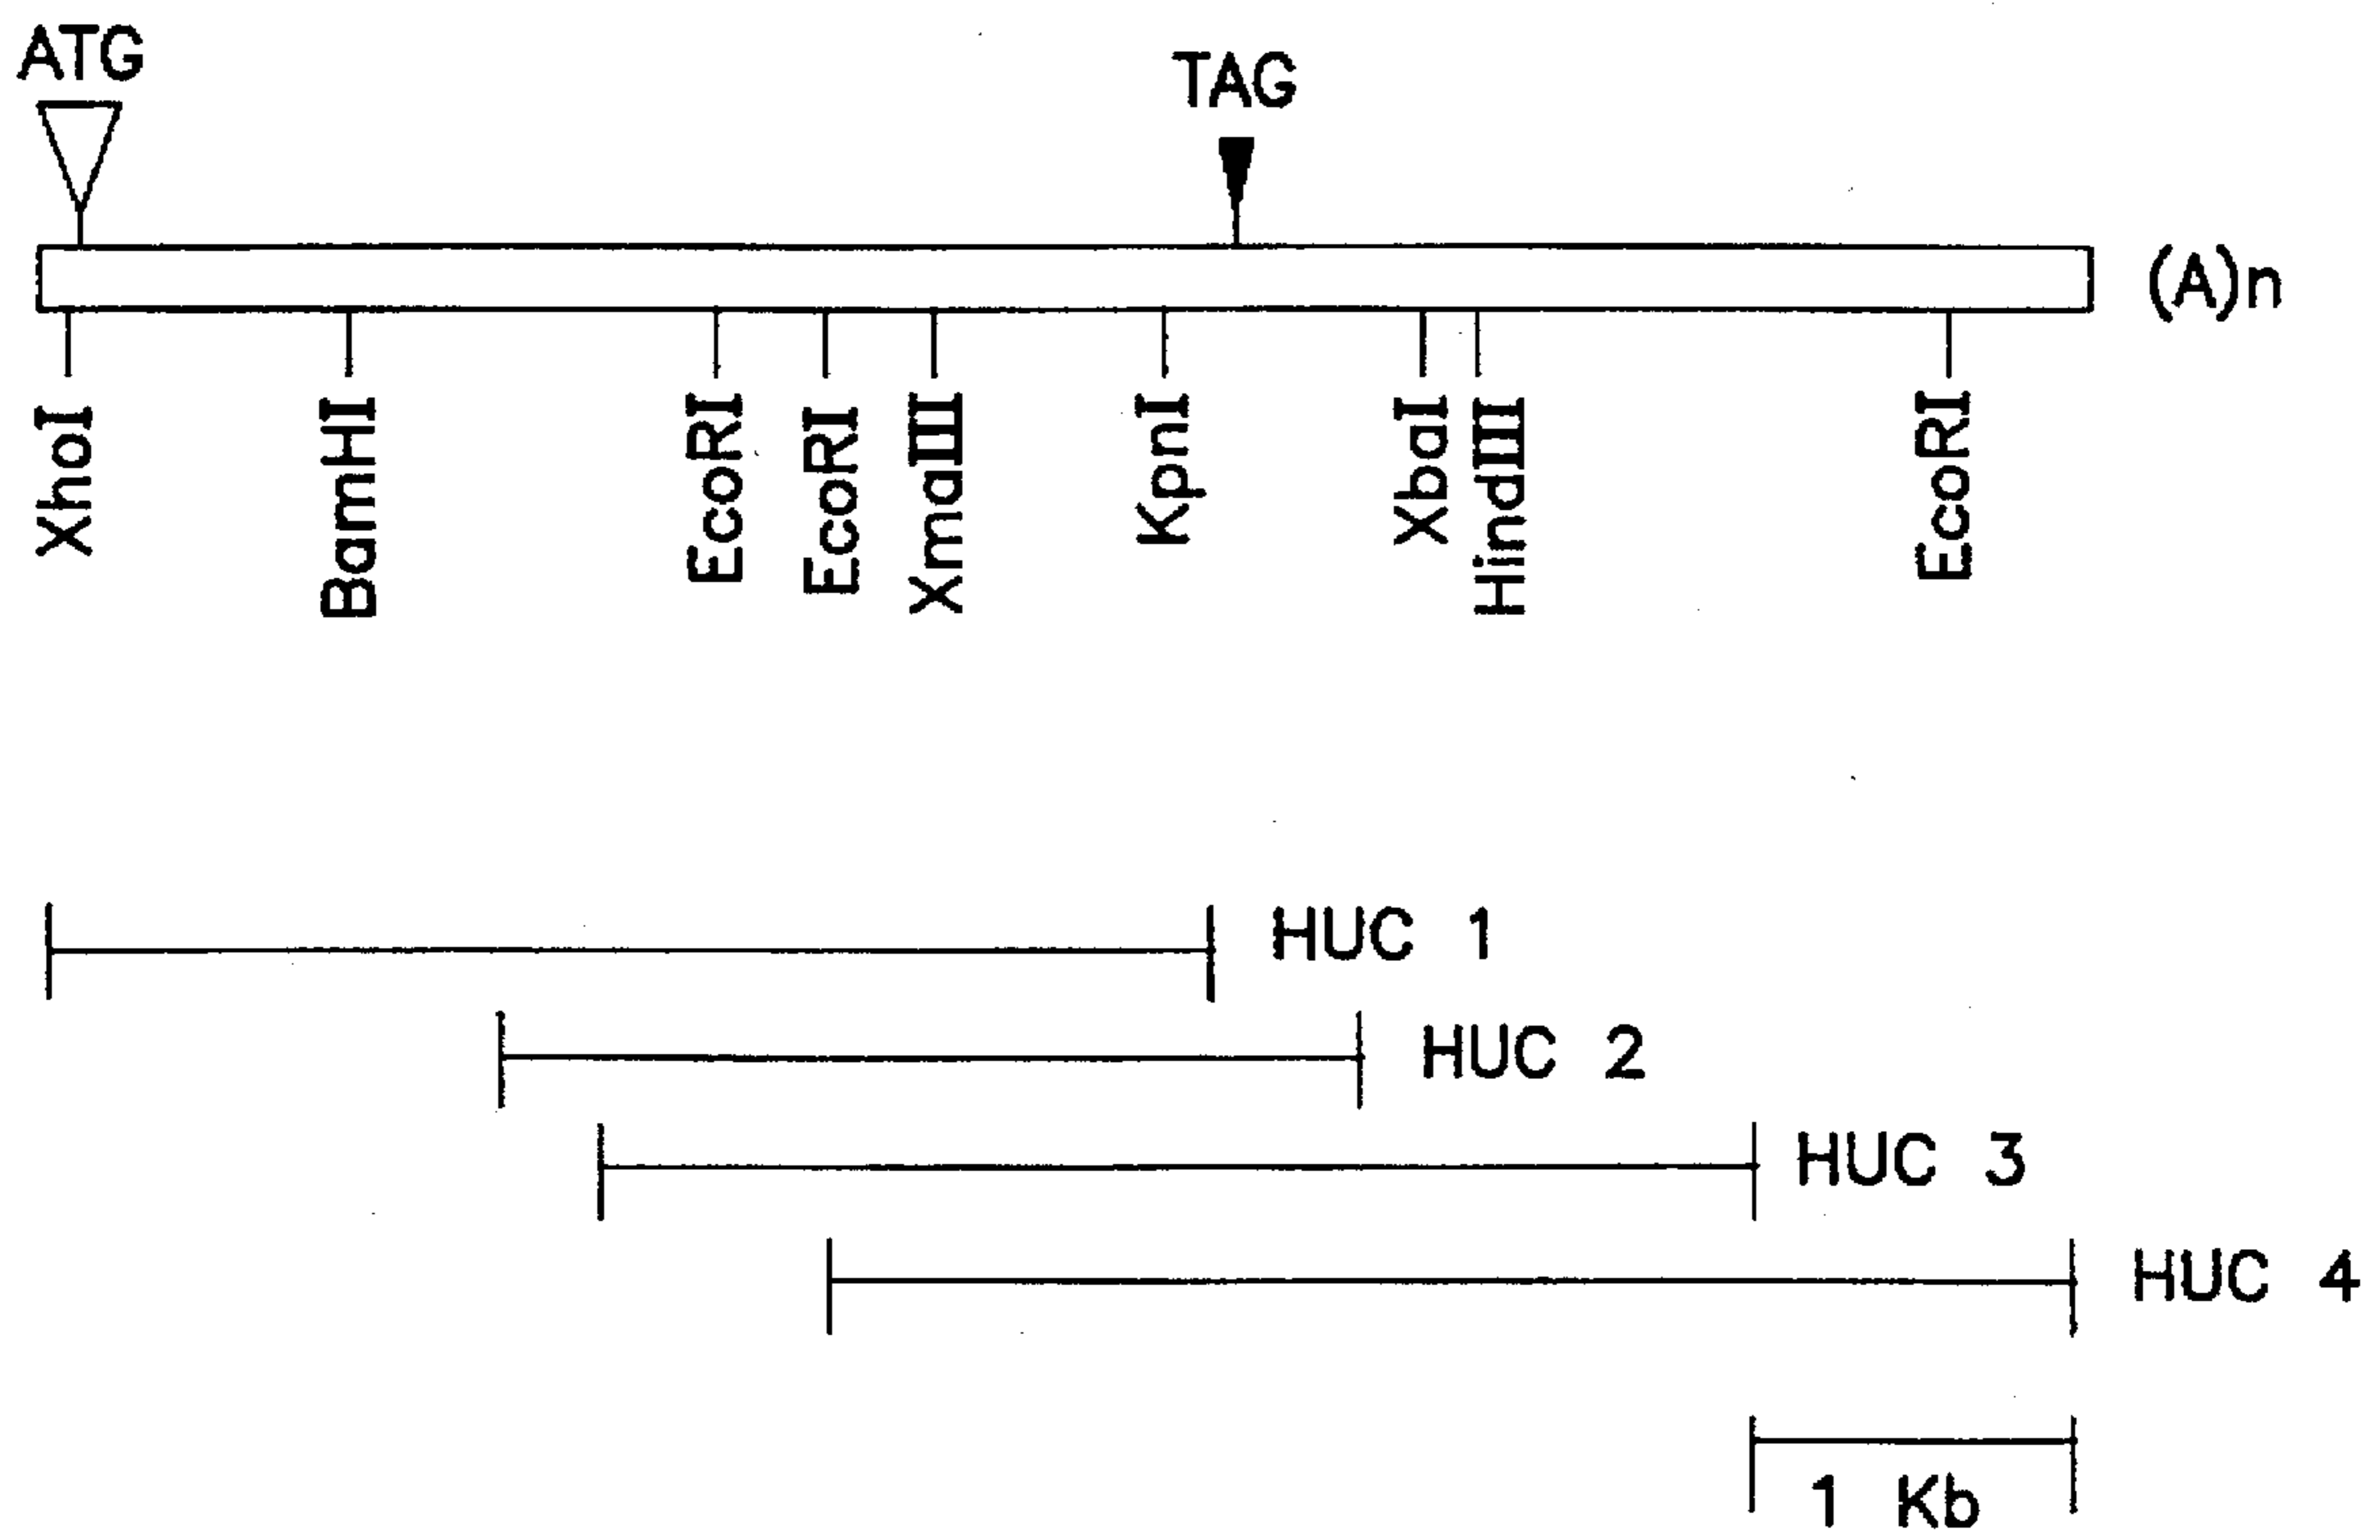 ATG
TAG
(A)n
XhoI
BamHI
EcoRI
EcoRI
XmaIII
KpnI
XbaI
HindIII
EcoRI
HUC 1
HUC 2
HUC 3
HUC 4
1 Kb